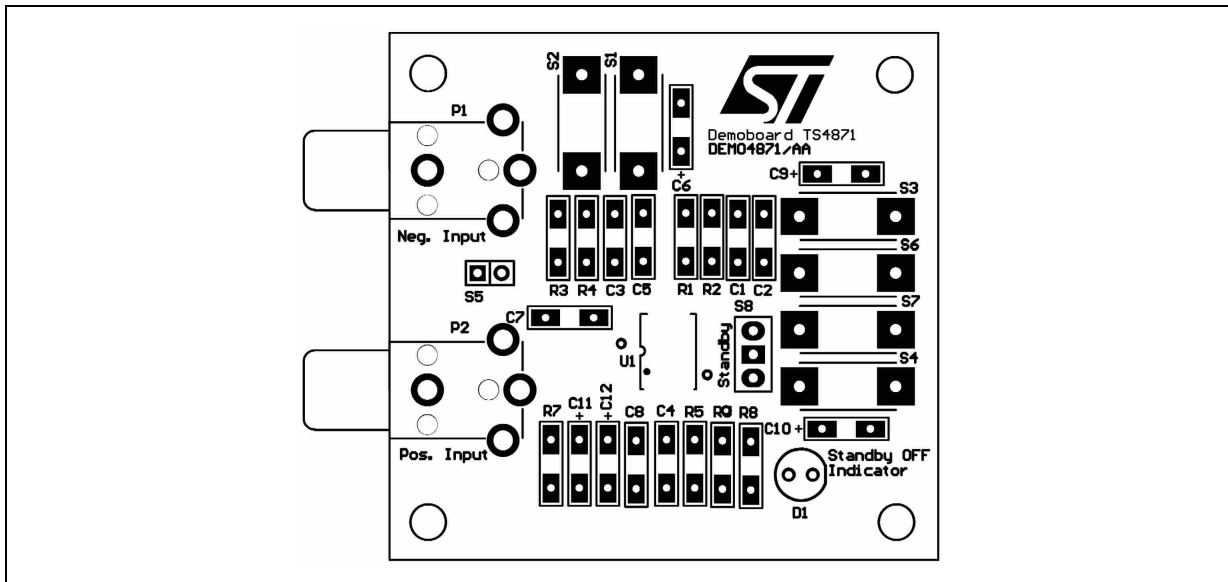 S2
S1
P1
ST
Demoboard TS4871
DEMO4871/AA
C9+
+
C6
S3
Neg. Input
S6
S5
R3
R4
C3
C5
R1
R2
C1
C2
S7
P2
C7
S8
U1
Standby
S4
R7
C11
+
+C12
C8
C4
R5
R0
R8
C10+
Pos. Input
Standby OFF
Indicator
D1